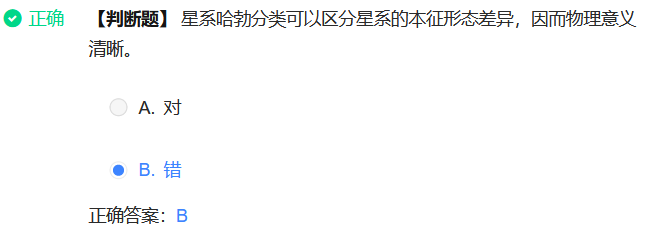 正确 【判断题】 星系哈勃分类可以区分星系的本征形态差异，因而物理意义
清晰。
A. 对
B. 错
正确答案：B